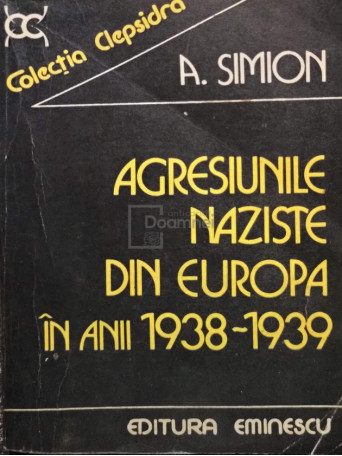 Colecția Clepsidra
A. SIMION
AGRESIUNILE
NAZISTE
DIN EUROPA
ÎN ANII 1938-1939
EDITURA EMINESCU